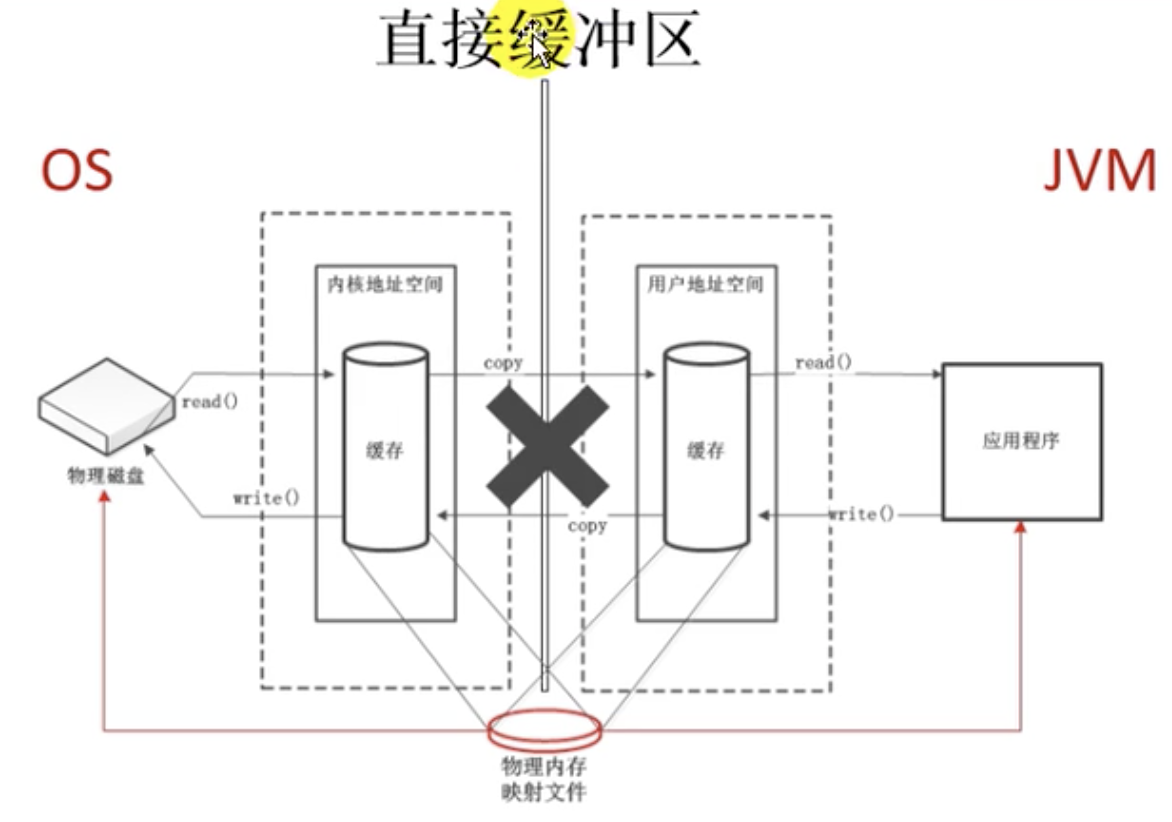 直接缓冲区
OS
JVM
内核地址空间
用户地址空间
copy
read()
read()
缓存
缓存
应用程序
物理磁盘
write()
copy
write()
物理内存
映射文件